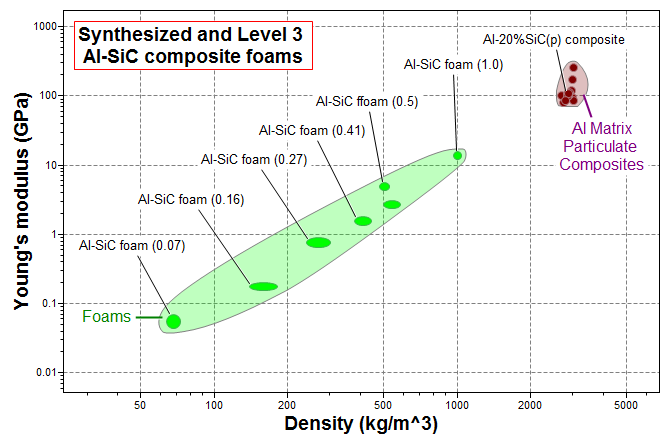 Synthesized and Level 3
Al-SiC composite foams
Al-20%SiC(p) composite
Al-SiC foam (1.0)
Al-SiC ffoam (0.5)
Al-SiC foam (0.41)
Al-SiC foam (0.27)
Al-SiC foam (0.16)
Al-SiC foam (0.07)
Al Matrix
Particulate
Composites
Foams
Young's modulus (GPa)
1000
100
10
1
0.1
0.01
50
100
200
500
1000
2000
5000
Density (kg/m^3)